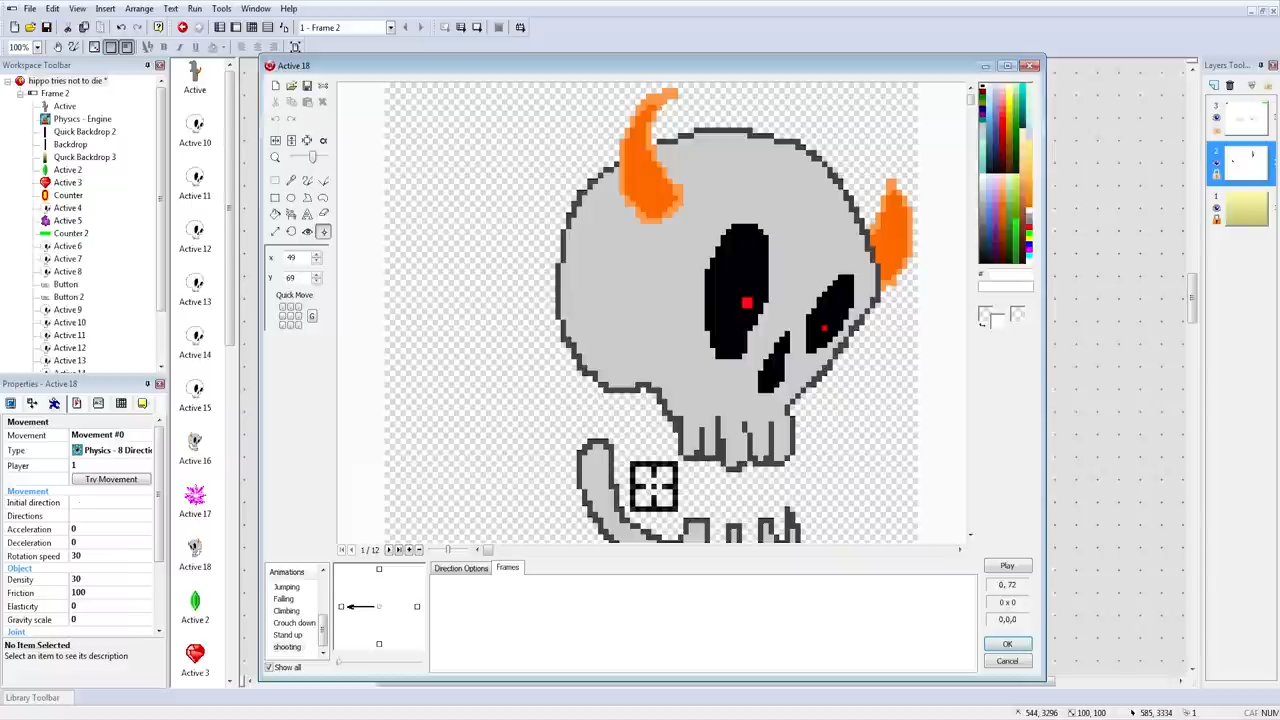 File Edit View Insert Arrange Text Run Tools Window Help
1 - Frame 2
100%
Workspace Toolbar
hippo tries not to die *
Frame 2
Active
Physics - Engine
Quick Backdrop 2
Backdrop
Quick Backdrop 3
Active 2
Active 3
Counter
Active 4
Active 5
Counter 2
Active 6
Active 7
Active 8
Button
Button 2
Active 9
Active 10
Active 11
Active 12
Active 13
Properties - Active 18
Movement
Movement Movement #0
Type Physics - 8 Directi
Player 1
Try Movement
Movement
Initial direction
Directions
Acceleration 0
Deceleration 0
Rotation speed 30
Object
Density 30
Friction 100
Elasticity 0
Gravity scale 0
Joint
No Item Selected
Select an item to see its description
Library Toolbar
Active
Active 10
Active 11
Active 12
Active 13
Active 14
Active 15
Active 16
Active 17
Active 18
Active 2
Active 3
Active 18
x 49
y 69
Quick Move
G
1 / 12
Animations
Jumping
Falling
Climbing
Crouch down
Stand up
shooting
Show all
Direction Options Frames
#
Play
0, 72
0 x 0
0,0,0
OK
Cancel
Layers Tool...
3
2
1
544, 3296 100, 100 585, 3334 1 CAP NUM